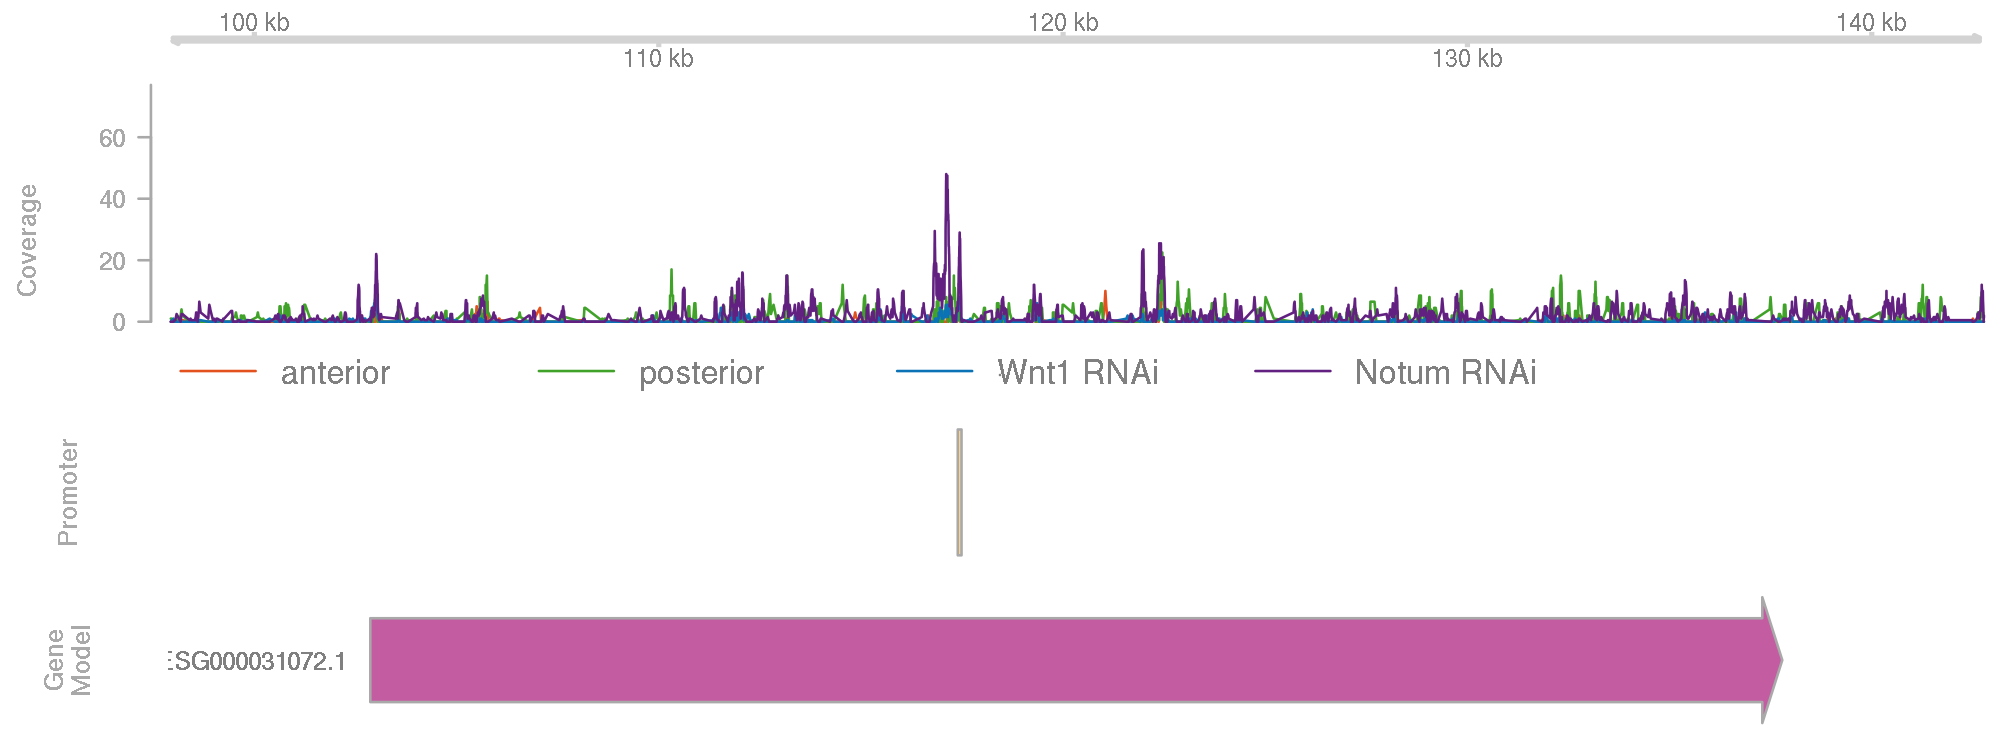 100 kb 120 kb 140 kb
110 kb 130 kb
Coverage
60
40
20
0
anterior posterior Wnt1 RNAi Notum RNAi
Promoter
Gene
Model
SG000031072.1